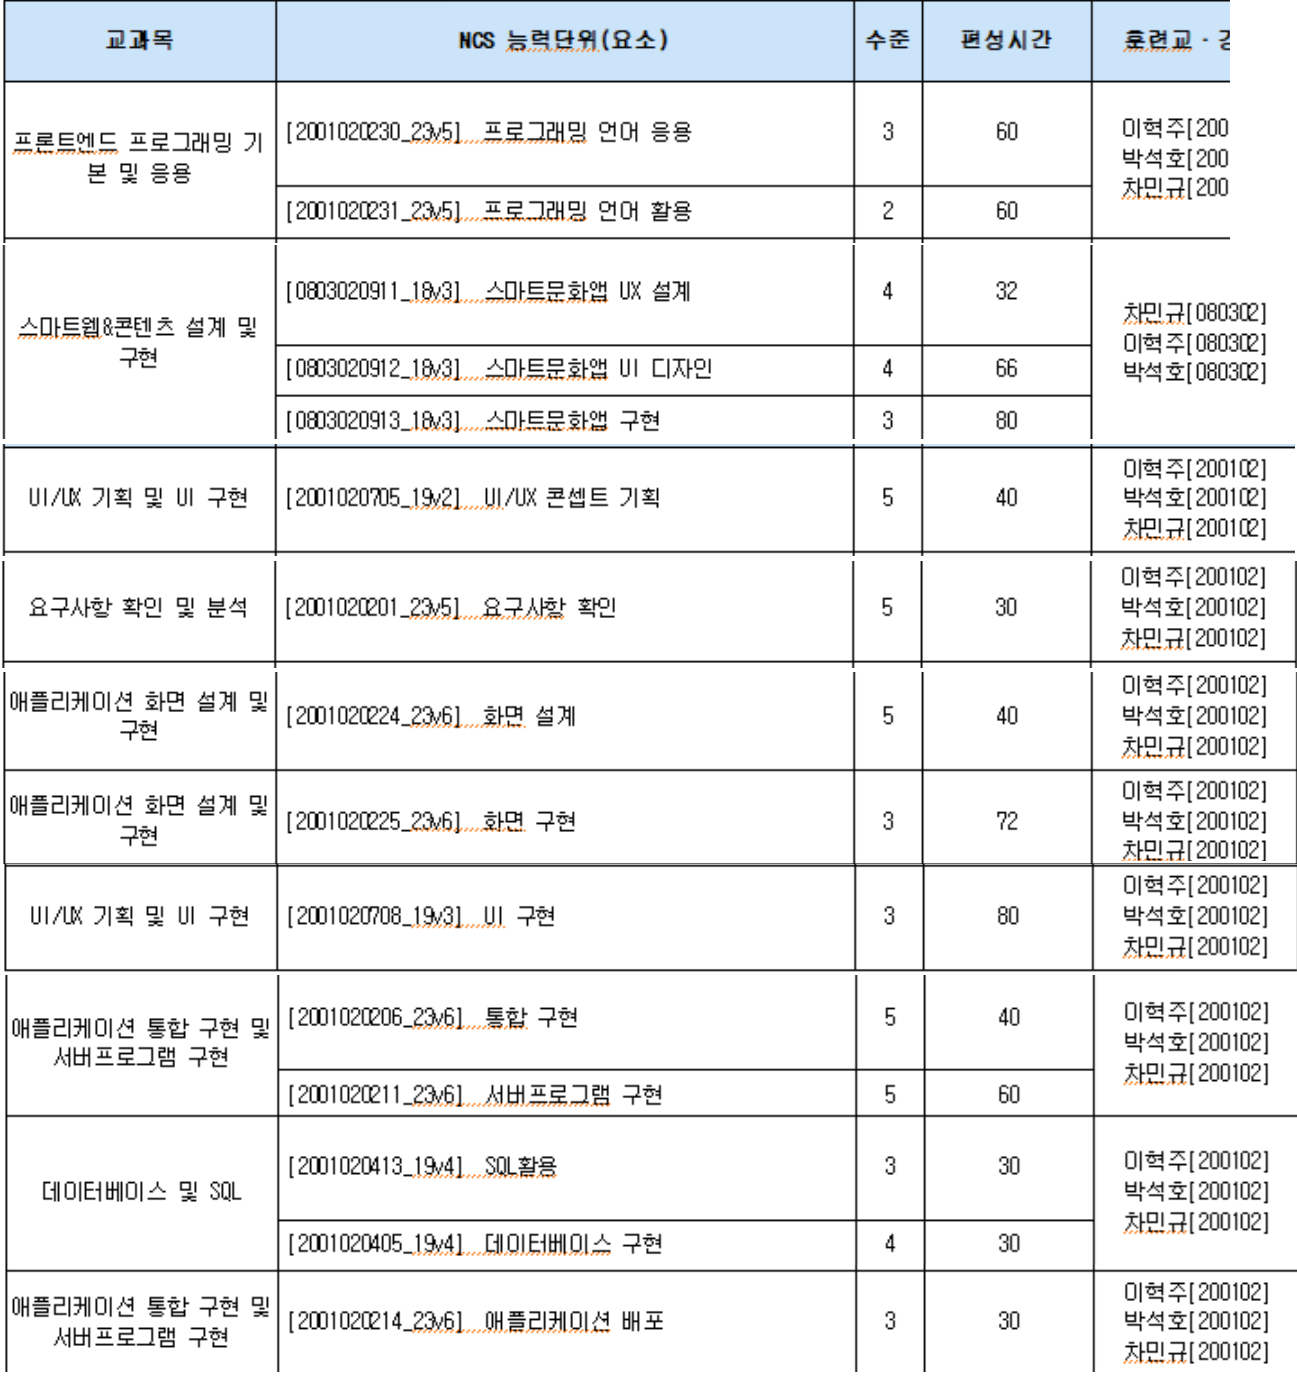 교과목 NCS 능력단위(요소) 수준 편성시간 훈련교 ·
프론트엔드 프로그래밍 기
본 및 응용
[2001020230_23v5] 프로그래밍 언어 응용 3 60
이혁주[200
박석호[200
차민규[200
[2001020231_23v5] 프로그래밍 언어 활용 2 60
스마트웹&콘텐츠 설계 및
구현
[0803020911_18v3] 스마트문화앱 UX 설계 4 32
차민규[080302]
이혁주[080302]
박석호[080302]
[0803020912_18v3] 스마트문화앱 UI 디자인 4 66
[0803020913_18v3] 스마트문화앱 구현 3 80
UI/UX 기획 및 UI 구현 [2001020705_19v2] UI/UX 콘셉트 기획 5 40
이혁주[200102]
박석호[200102]
차민규[200102]
요구사항 확인 및 분석 [2001020201_23v5] 요구사항 확인 5 30
이혁주[200102]
박석호[200102]
차민규[200102]
애플리케이션 화면 설계 및
구현
[2001020224_23v6] 화면 설계 5 40
이혁주[200102]
박석호[200102]
차민규[200102]
애플리케이션 화면 설계 및
구현
[2001020225_23v6] 화면 구현 3 72
이혁주[200102]
박석호[200102]
차민규[200102]
UI/UX 기획 및 UI 구현 [2001020708_19v3] UI 구현 3 80
이혁주[200102]
박석호[200102]
차민규[200102]
애플리케이션 통합 구현 및
서버프로그램 구현
[2001020206_23v6] 통합 구현 5 40
이혁주[200102]
박석호[200102]
차민규[200102]
[2001020211_23v6] 서버프로그램 구현 5 60
데이터베이스 및 SQL
[2001020413_19v4] SQL활용 3 30
이혁주[200102]
박석호[200102]
차민규[200102]
[2001020405_19v4] 데이터베이스 구현 4 30
애플리케이션 통합 구현 및
서버프로그램 구현
[2001020214_23v6] 애플리케이션 배포 3 30
이혁주[200102]
박석호[200102]
차민규[200102]